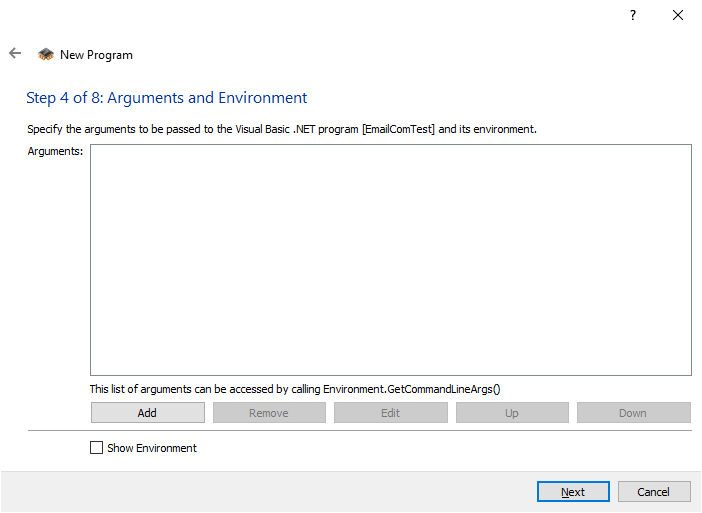 ?
New Program
Step 4 of 8: Arguments and Environment
Specify the arguments to be passed to the Visual Basic .NET program [EmailComTest] and its environment.
Arguments:
This list of arguments can be accessed by calling Environment.GetCommandLineArgs()
Add Remove Edit Up Down
Show Environment
Next Cancel